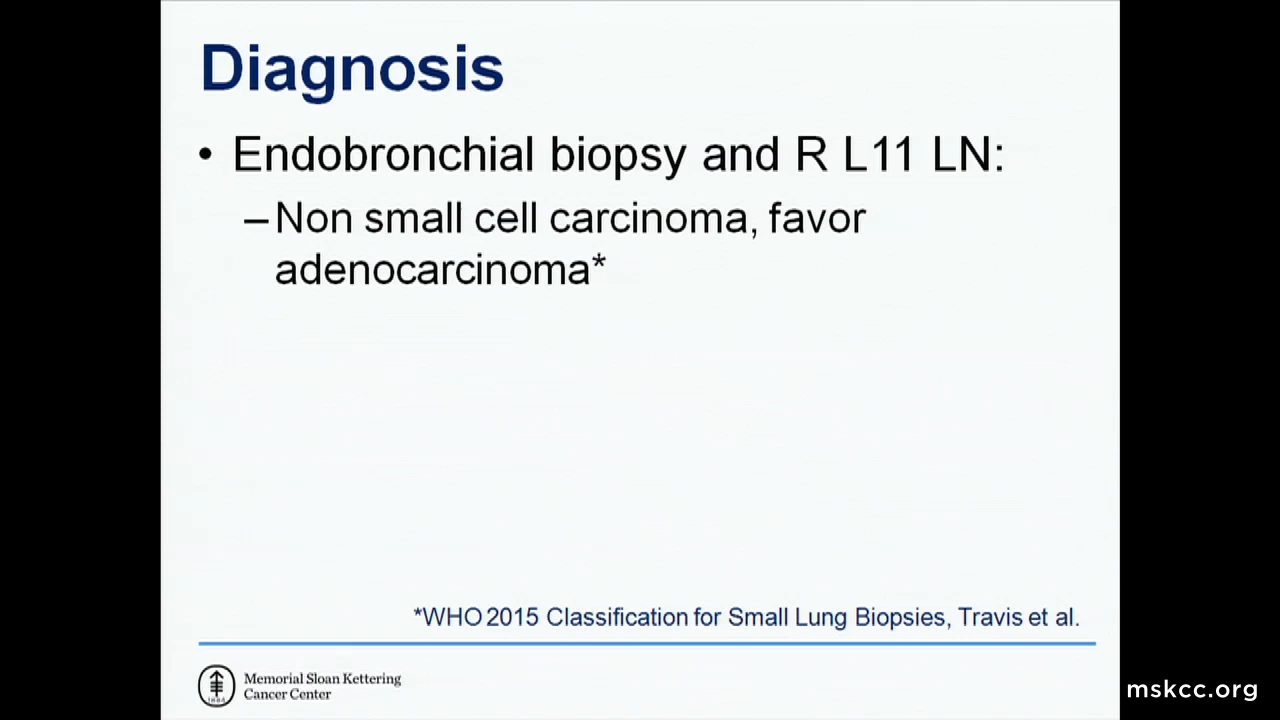 Diagnosis
• Endobronchial biopsy and R L11 LN:
– Non small cell carcinoma, favor
adenocarcinoma*
*WHO 2015 Classification for Small Lung Biopsies, Travis et al.
Memorial Sloan Kettering
Cancer Center
mskcc.org